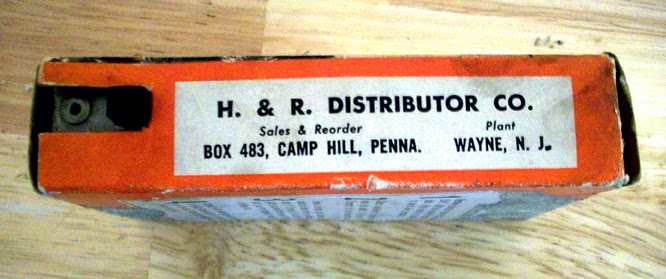 H. & R. DISTRIBUTOR CO.
Sales & Reorder Plant
BOX 483, CAMP HILL, PENNA. WAYNE, N. J.